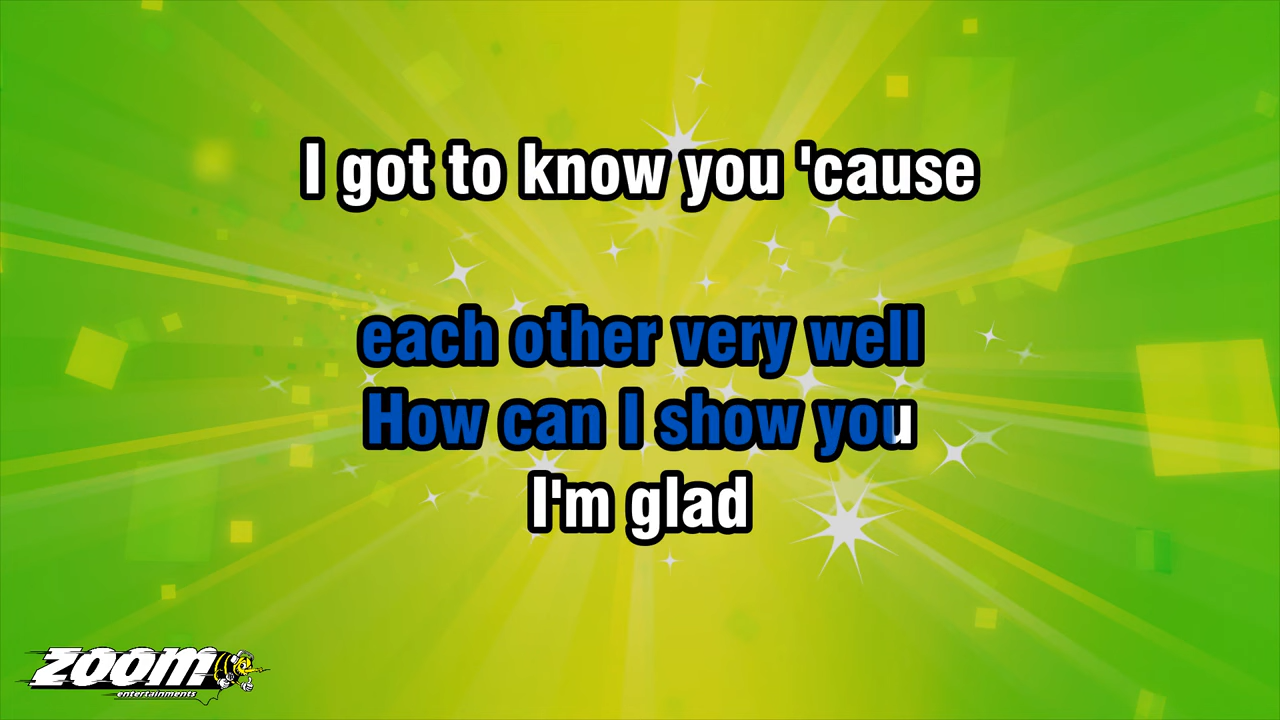 I got to know you 'cause
each other very well
How can I show you
I'm glad
ZOOM
entertainments